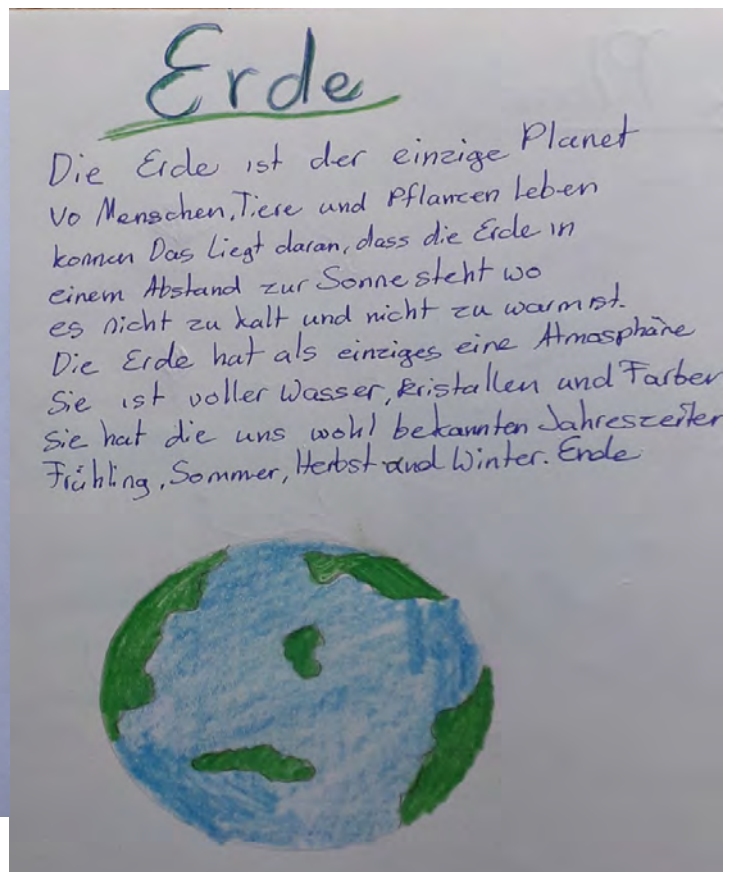 Erde
Die Erde ist der einzige Planet
Vo Menschen, Tiere und Pflanzen Leben
konnen Das Liegt daran, dass die Erde in
einem Abstand zur Sonne steht wo
es nicht zu kalt und nicht zu warm ist.
Die Erde hat als einziges eine Atmosphäre
Sie ist voller Wasser, kristallen und Farben
Sie hat die uns wohl bekannten Jahreszeiten
Frühling, Sommer, Herbst und Winter. Ende